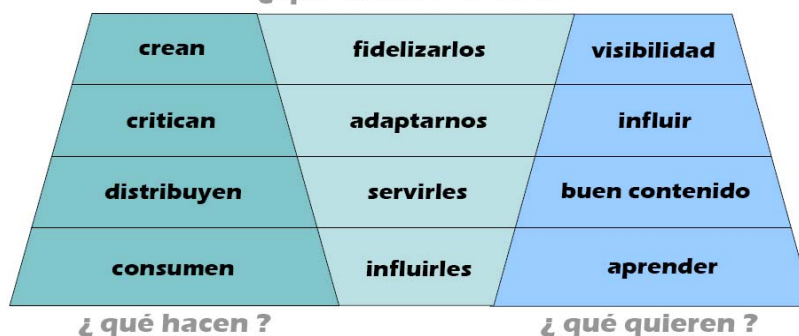 crean fidelizarlos visibilidad
critican adaptarnos influir
distribuyen servirles buen contenido
consumen influirles aprender
¿ qué hacen ? ¿ qué quieren ?